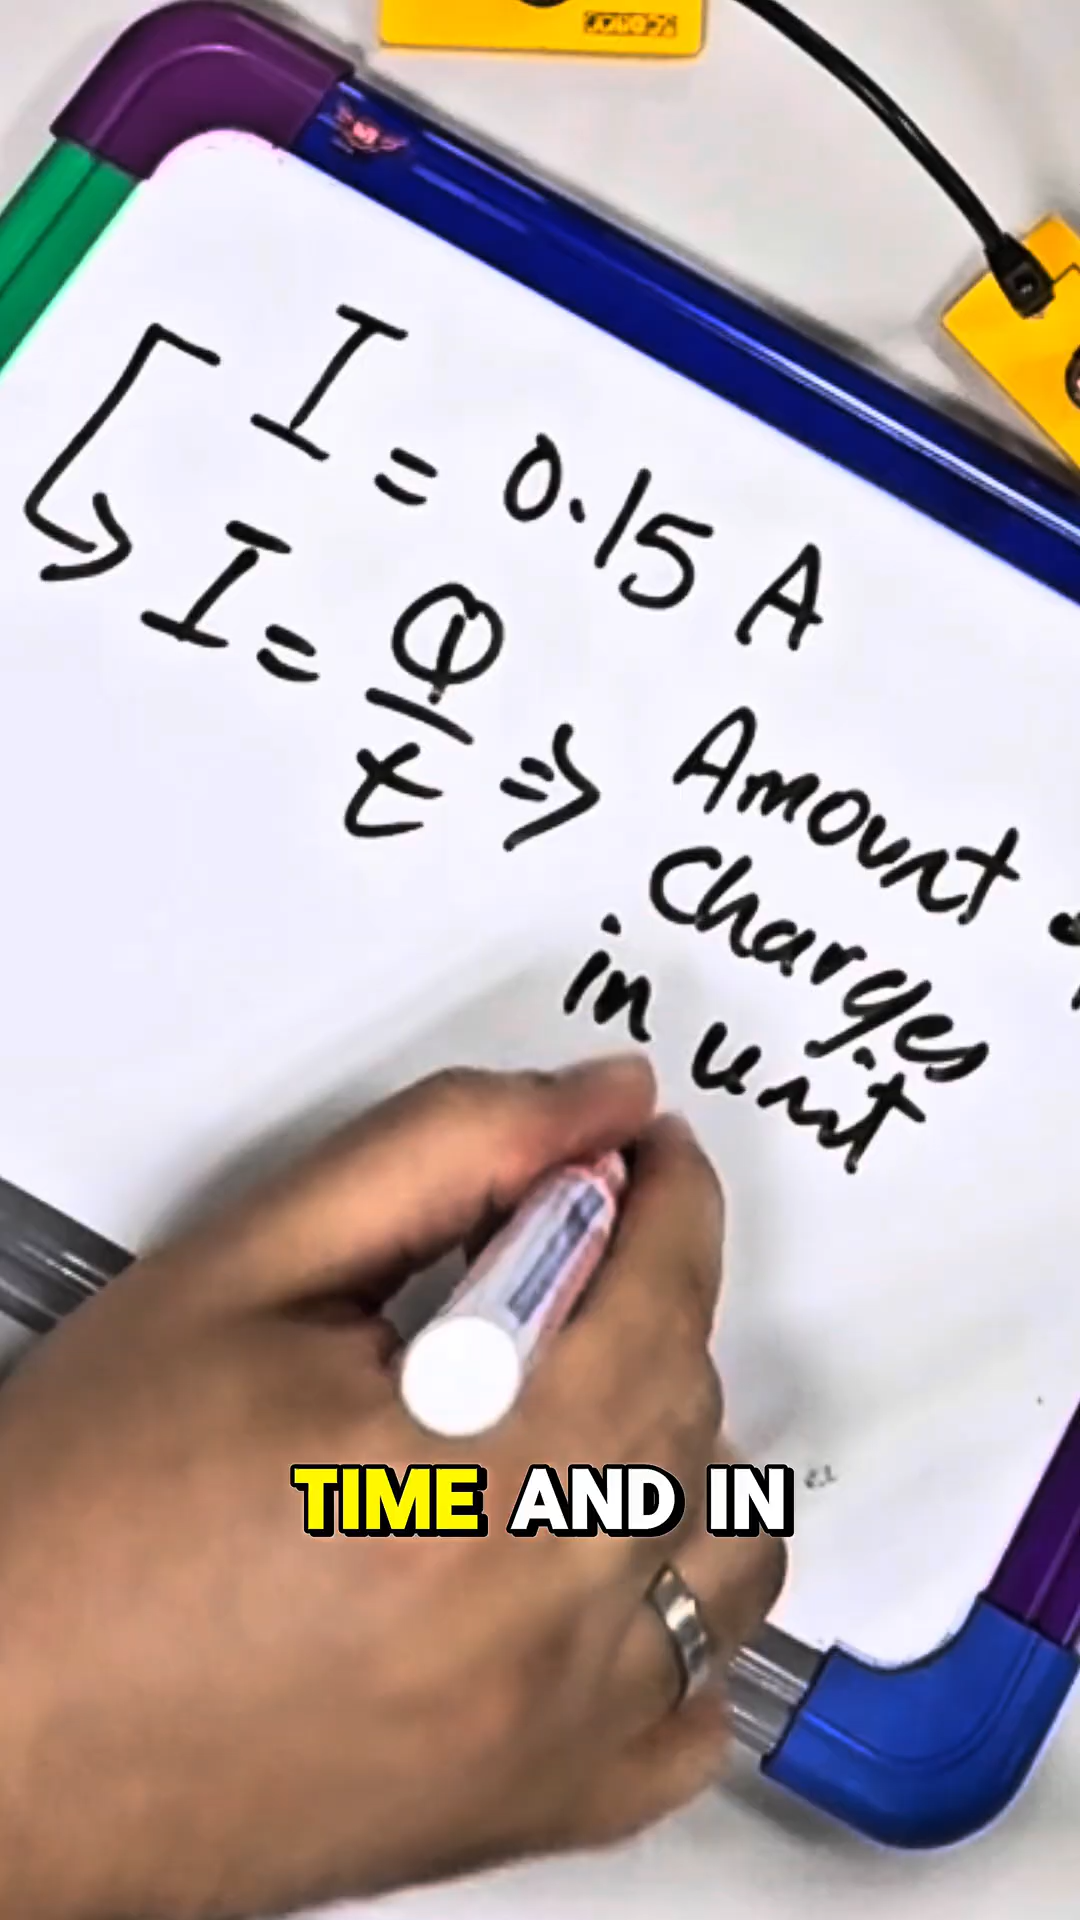 I = 0.15 A
I = Q
t
⇒ Amount
Charges
in unit
TIME AND IN